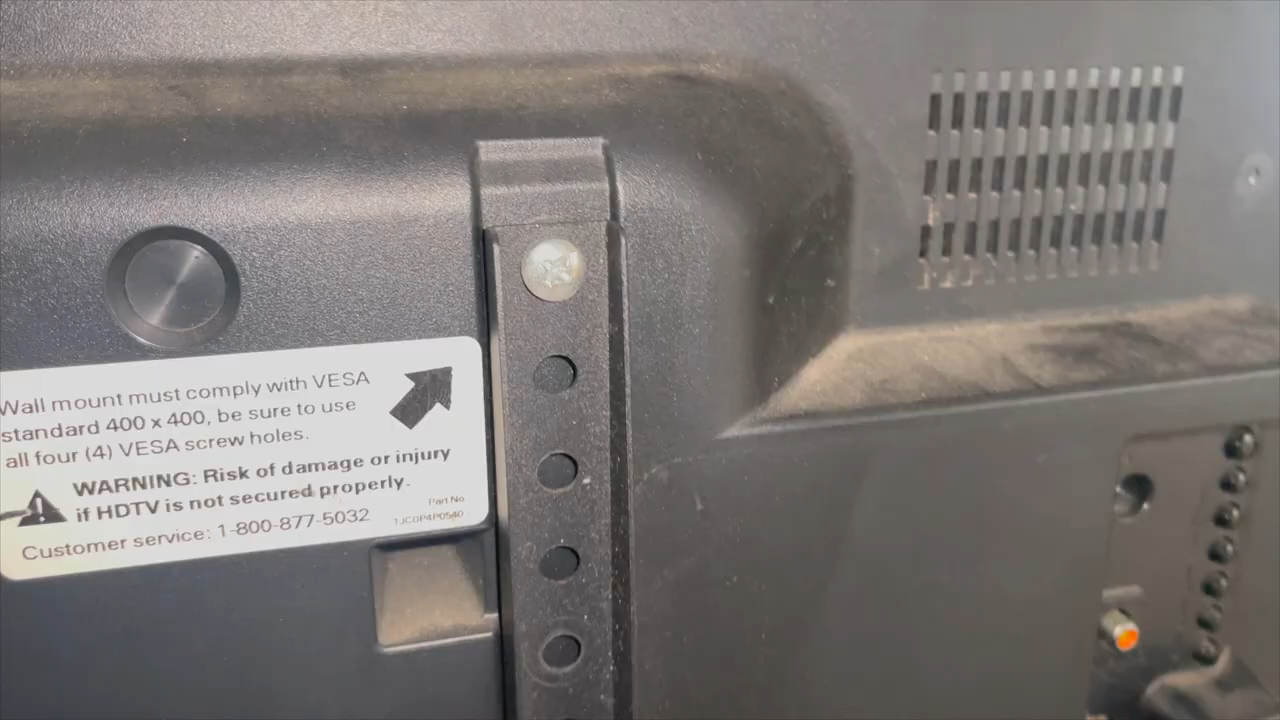 Wall mount must comply with VESA
standard 400 x 400, be sure to use
all four (4) VESA screw holes.
WARNING: Risk of damage or injury
if HDTV is not secured properly.
Part No
1JC0P4P0540
Customer service: 1-800-877-5032